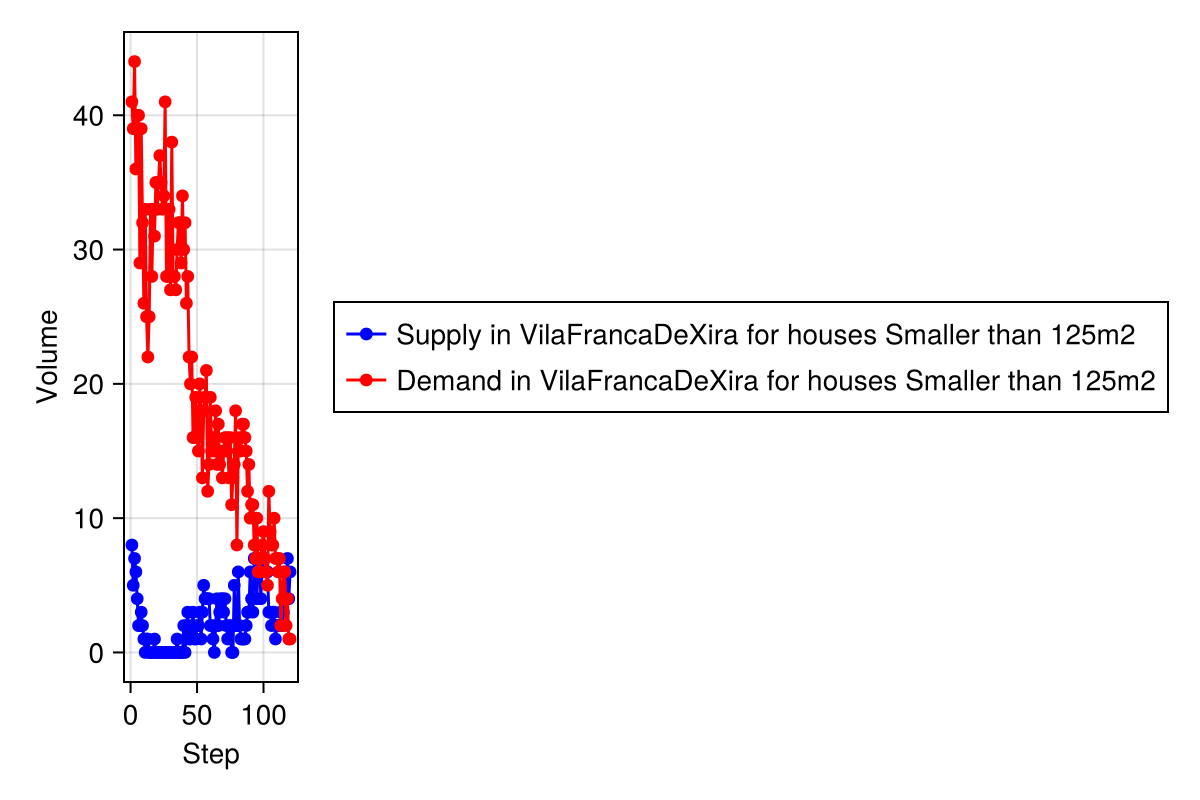 40
30
20
10
0
Volume
0 50 100
Step
Supply in VilaFrancaDeXira for houses Smaller than 125m2
Demand in VilaFrancaDeXira for houses Smaller than 125m2